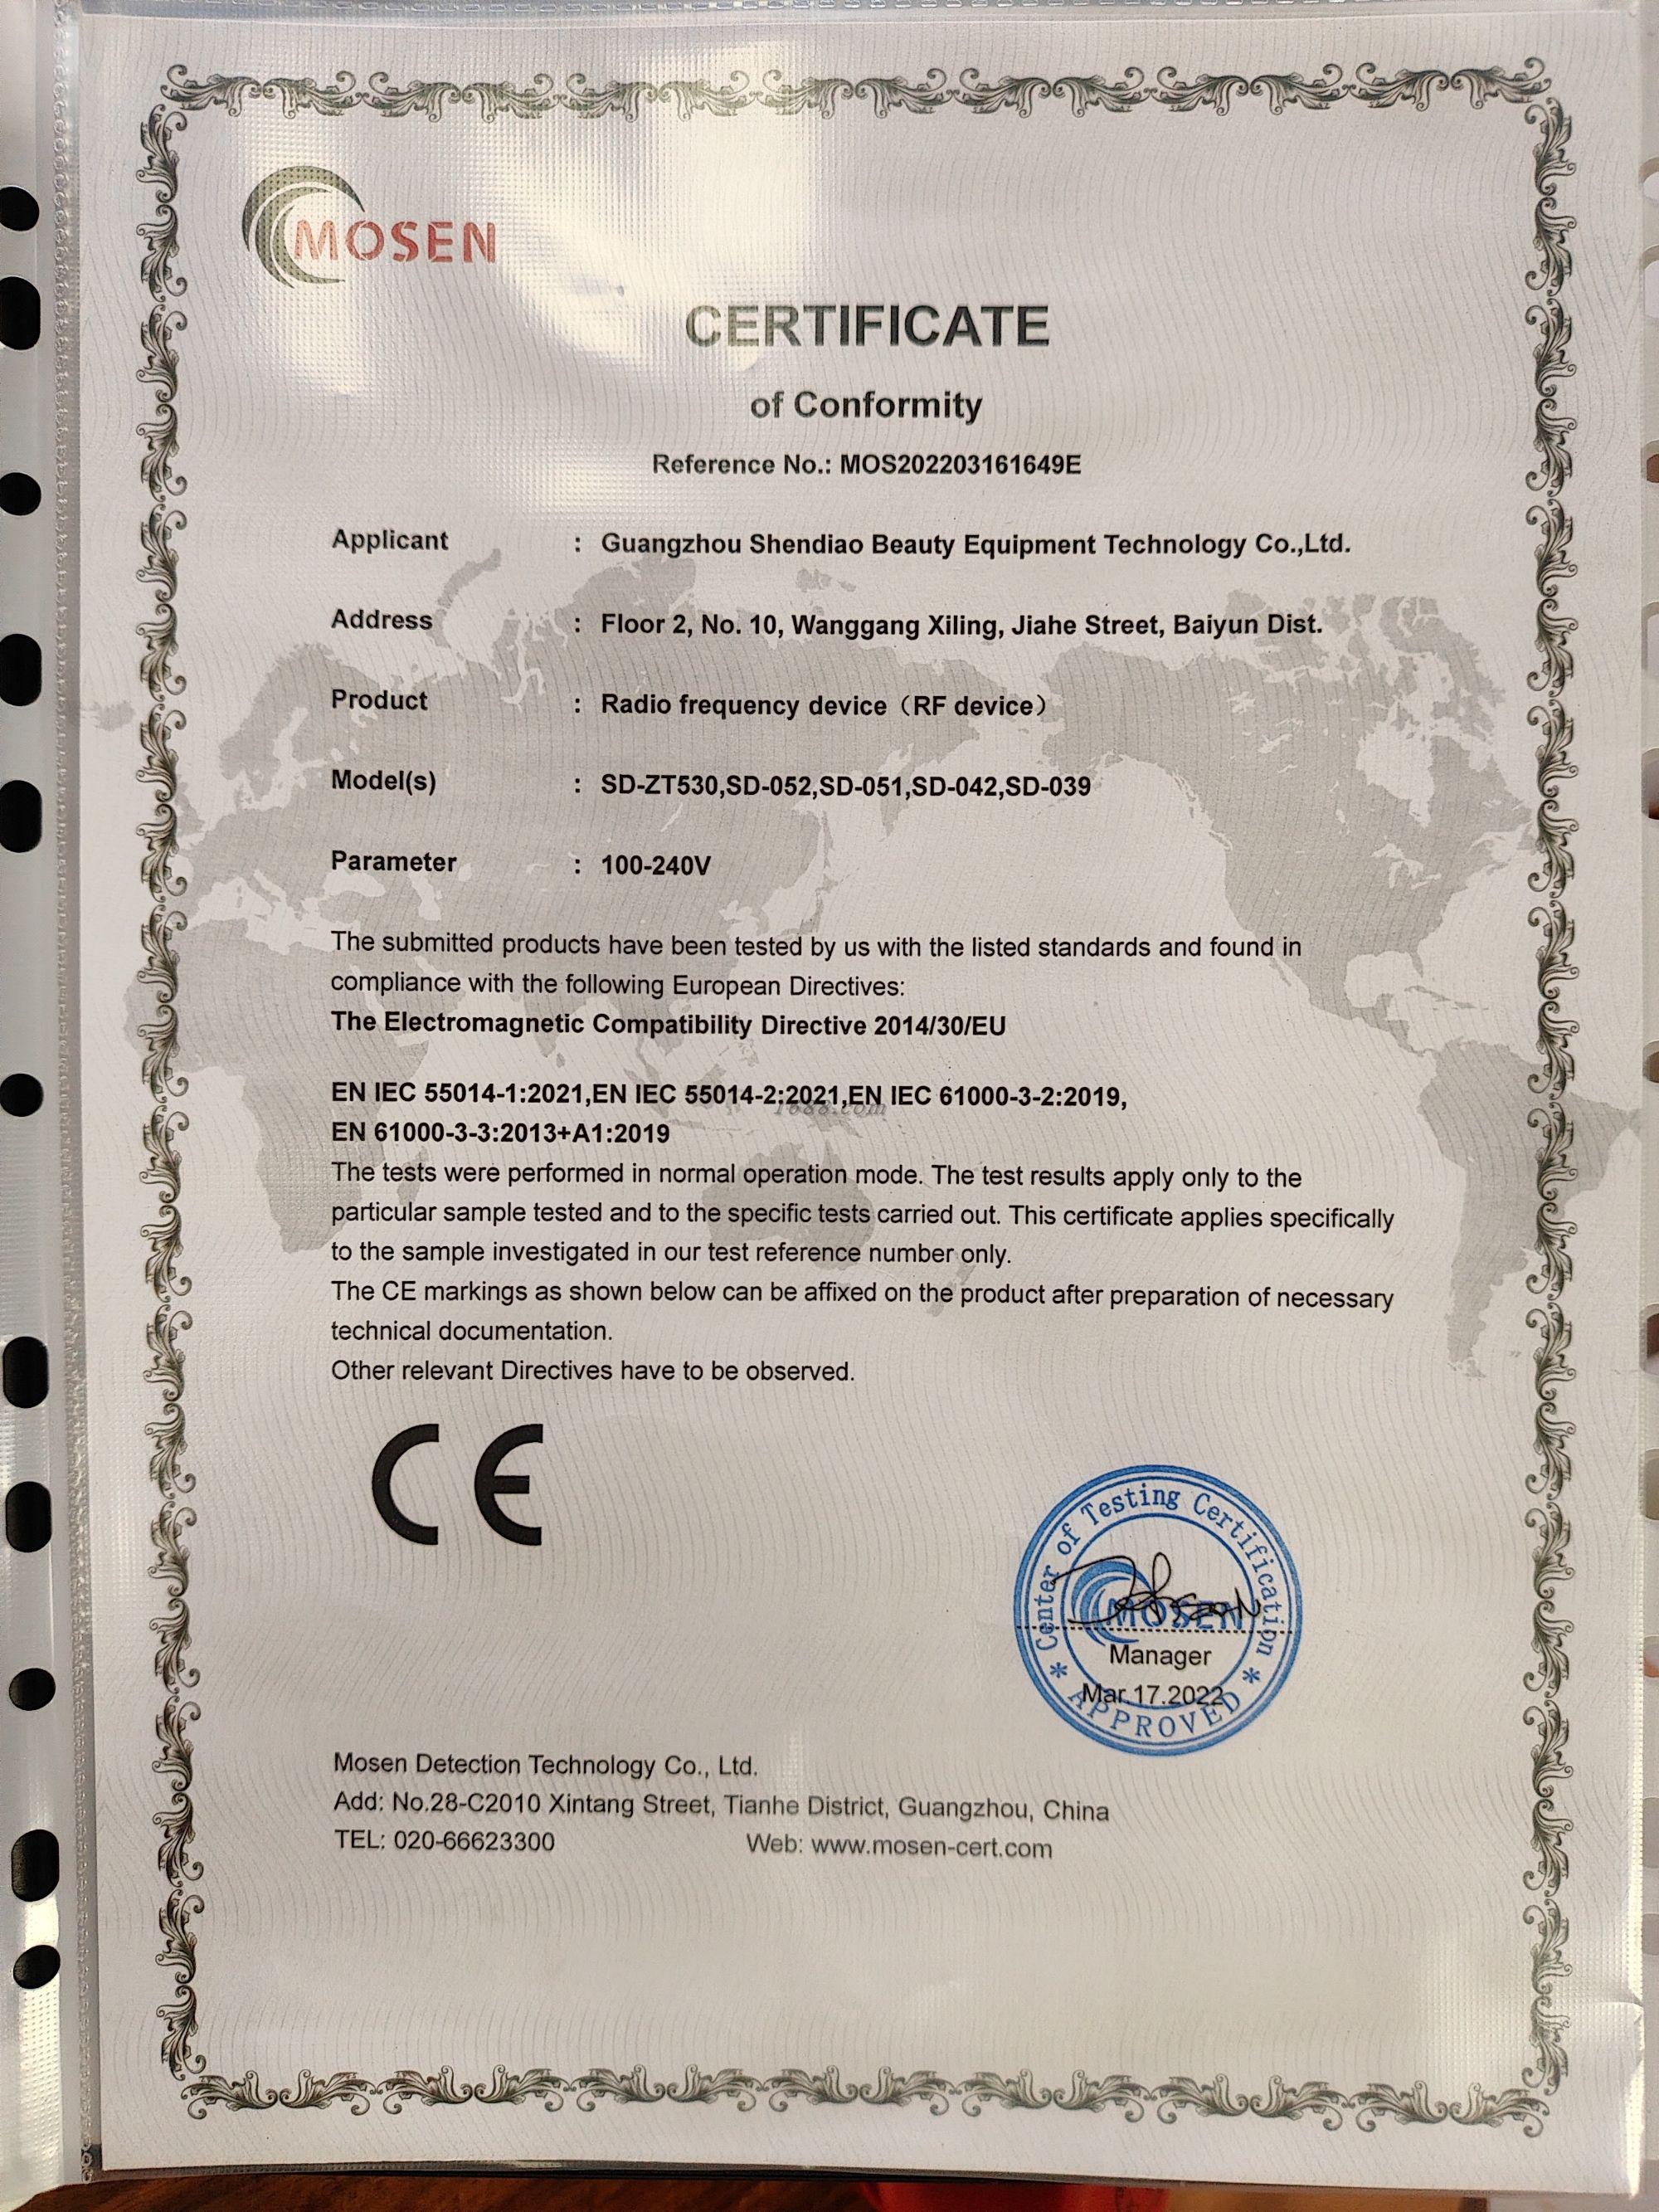 MOSEN
CERTIFICATE
of Conformity
Reference No.: MOS202203161649E
Applicant : Guangzhou Shendiao Beauty Equipment Technology Co.,Ltd.
Address : Floor 2, No. 10, Wanggang Xiling, Jiahe Street, Baiyun Dist.
Product : Radio frequency device（RF device）
Model(s) : SD-ZT530,SD-052,SD-051,SD-042,SD-039
Parameter : 100-240V
The submitted products have been tested by us with the listed standards and found in
compliance with the following European Directives:
The Electromagnetic Compatibility Directive 2014/30/EU
EN IEC 55014-1:2021,EN IEC 55014-2:2021,EN IEC 61000-3-2:2019,
1688.com
EN 61000-3-3:2013+A1:2019
The tests were performed in normal operation mode. The test results apply only to the
particular sample tested and to the specific tests carried out. This certificate applies specifically
to the sample investigated in our test reference number only.
The CE markings as shown below can be affixed on the product after preparation of necessary
technical documentation.
Other relevant Directives have to be observed.
CE
Center of Testing Certification
MOSEN
Manager
Mar.17.2022
* APPROVED *
Mosen Detection Technology Co., Ltd.
Add: No.28-C2010 Xintang Street, Tianhe District, Guangzhou, China
TEL: 020-66623300 Web: www.mosen-cert.com